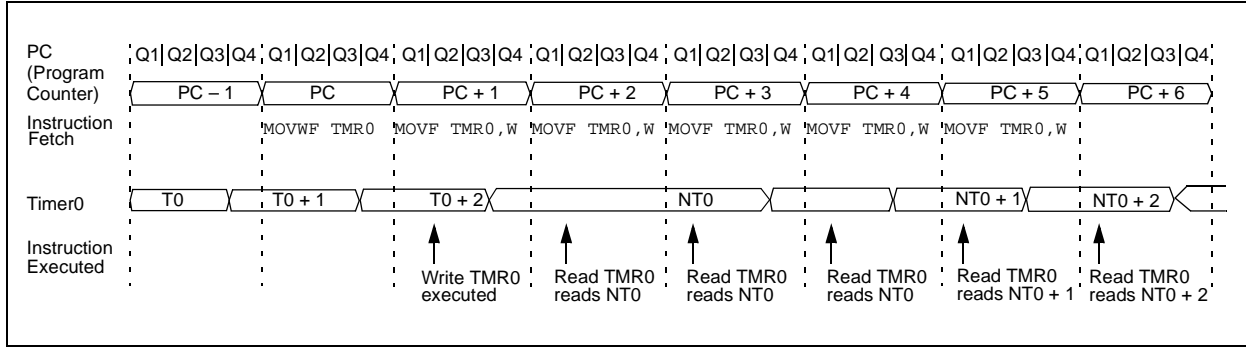 PC Q1 Q2 Q3 Q4 Q1 Q2 Q3 Q4 Q1 Q2 Q3 Q4 Q1 Q2 Q3 Q4 Q1 Q2 Q3 Q4 Q1 Q2 Q3 Q4 Q1 Q2 Q3 Q4 Q1 Q2 Q3 Q4
(Program
Counter) PC – 1 PC PC + 1 PC + 2 PC + 3 PC + 4 PC + 5 PC + 6
Instruction
Fetch MOVWF TMR0 MOVF TMR0,W MOVF TMR0,W MOVF TMR0,W MOVF TMR0,W MOVF TMR0,W
Timer0 T0 T0 + 1 T0 + 2 NT0 NT0 + 1 NT0 + 2
Instruction
Executed
Write TMR0 Read TMR0 Read TMR0 Read TMR0 Read TMR0 Read TMR0
executed reads NT0 reads NT0 reads NT0 reads NT0 + 1 reads NT0 + 2